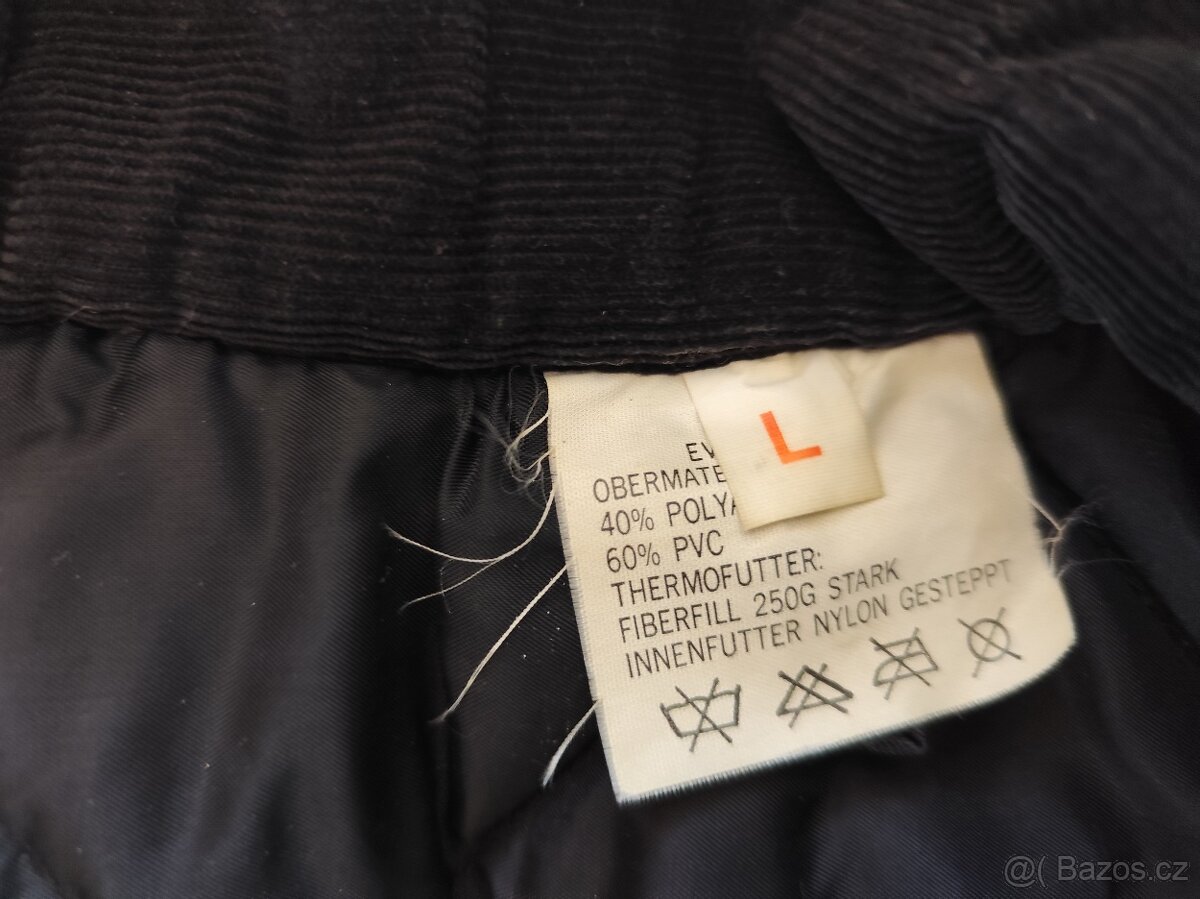 L
EV
OBERMATE
40% POLYA
60% PVC
THERMOFUTTER:
FIBERFILL 250G STARK
INNENFUTTER NYLON GESTEPPT
@( Bazos.cz